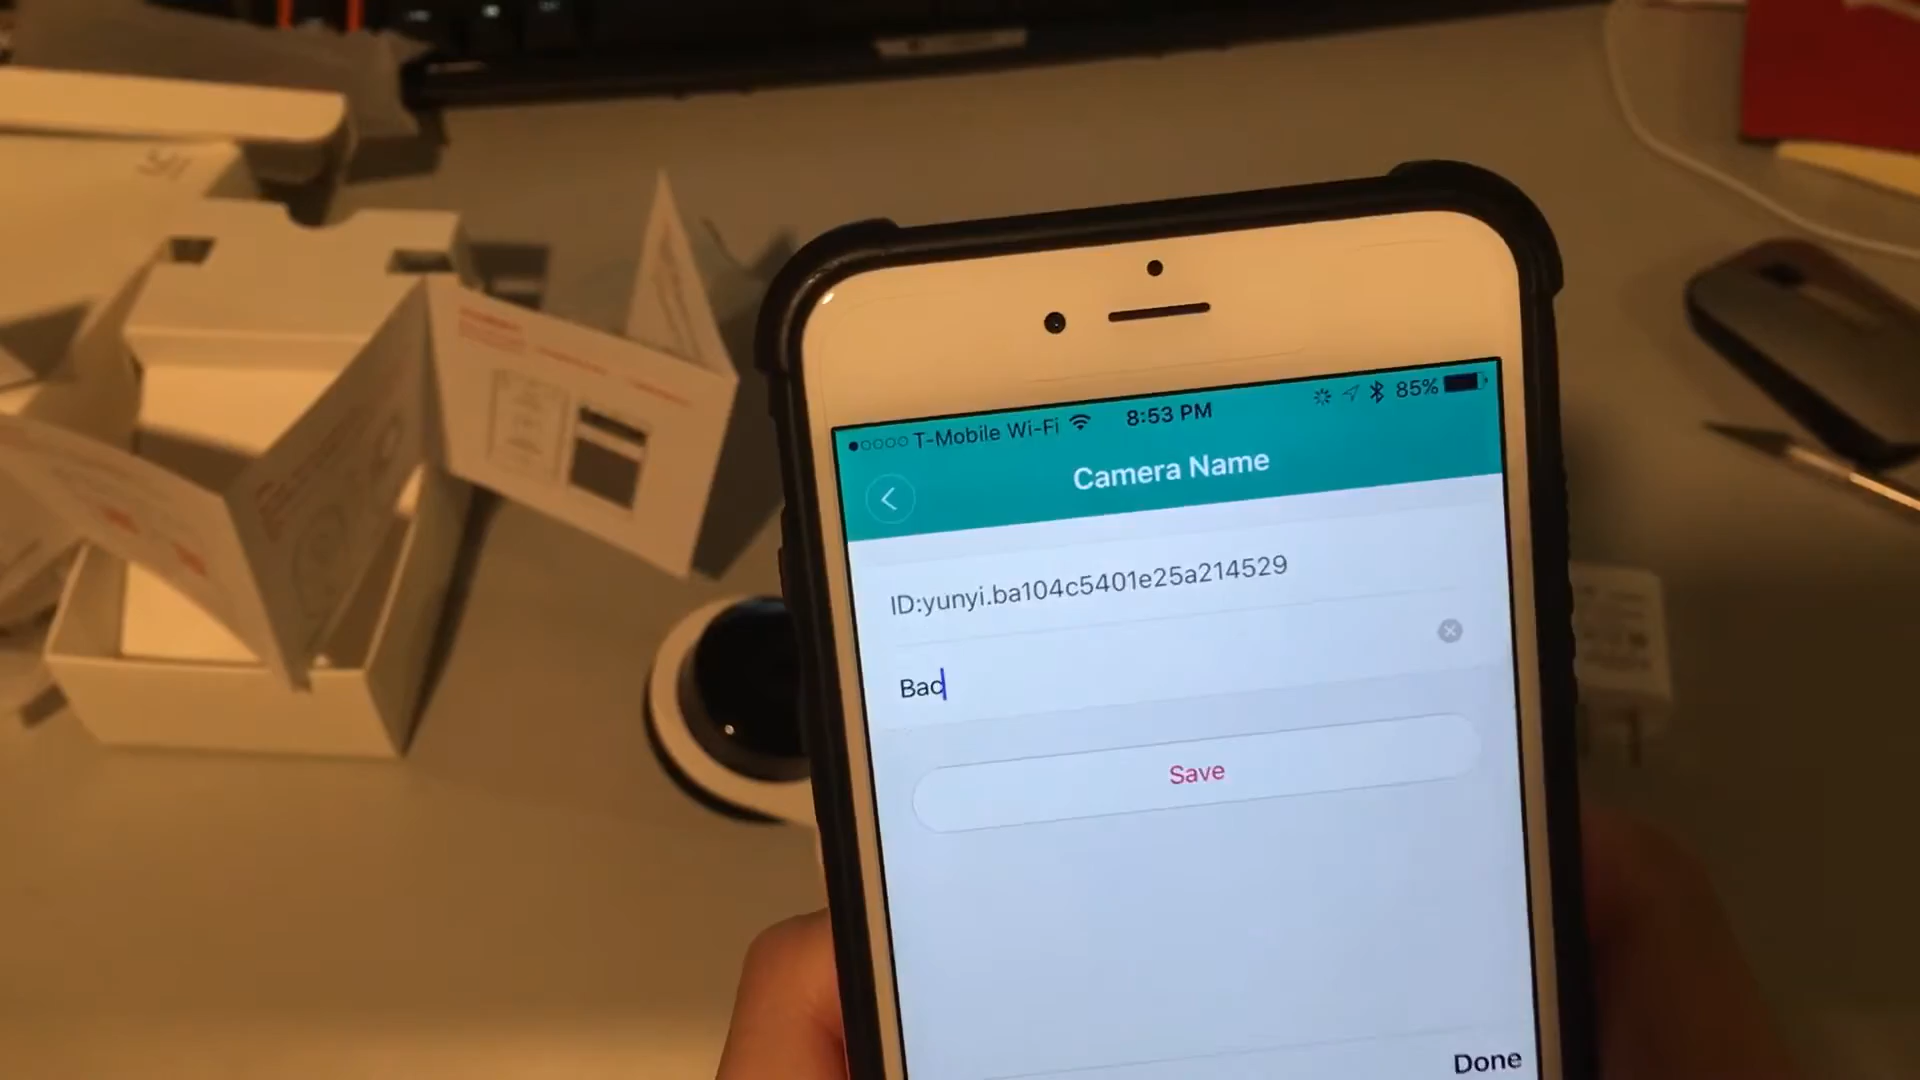 T-Mobile Wi-Fi 8:53 PM 85%
Camera Name
ID:yunyi.ba104c5401e25a214529
Bac
Save
Done